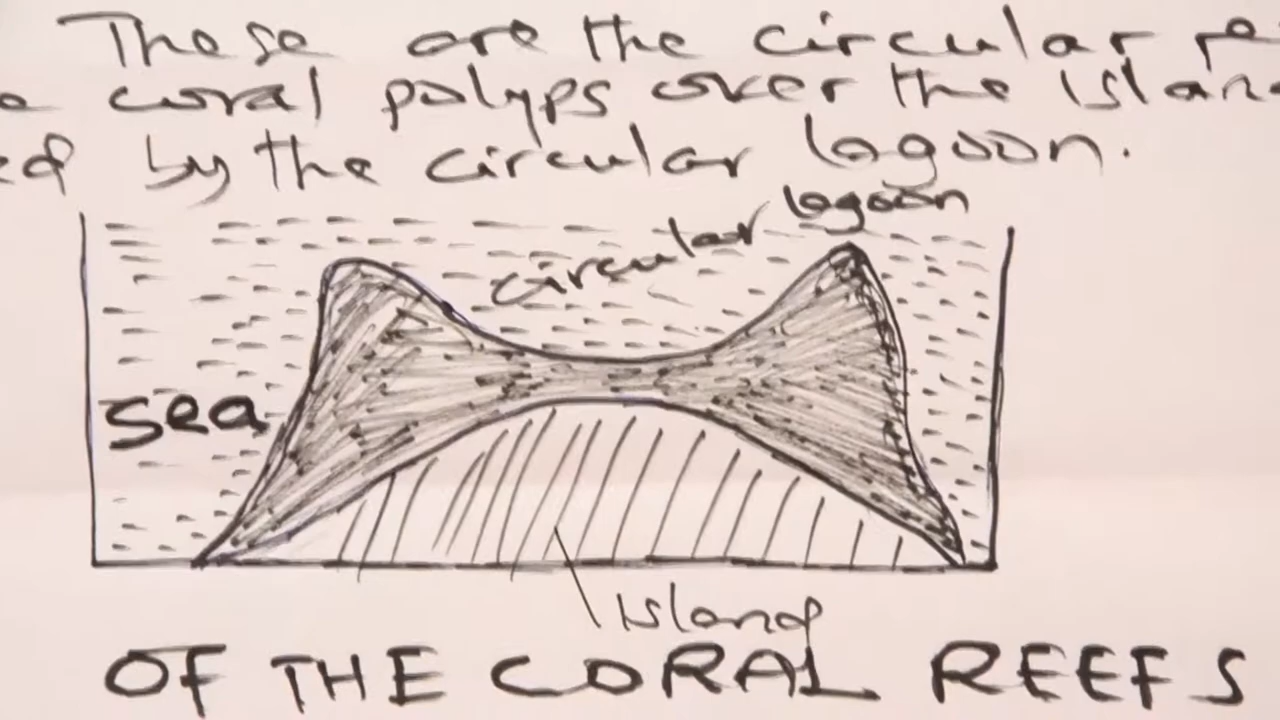 These are the circular
coral polyps over the
by the circular lagoon.
circular lagoon
sea
Island
OF THE CORAL REEFS